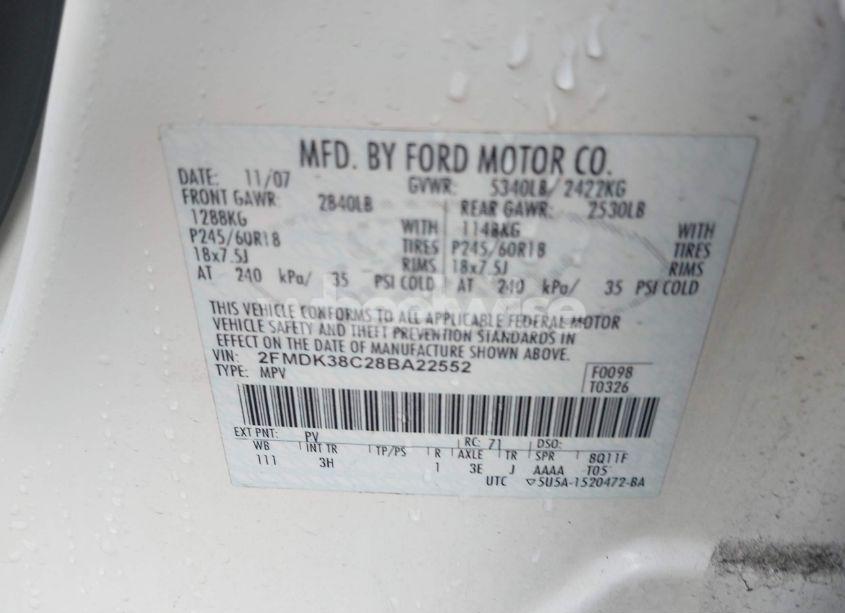 MFD. BY FORD MOTOR CO.
DATE: 11/07 GVWR: 5340LB/ 2422KG
FRONT GAWR: 2840LB REAR GAWR: 2530LB
1288KG WITH 1148KG WITH
P245/60R18 TIRES P245/60R18 TIRES
18x7.5J RIMS 18x7.5J RIMS
AT 240 kPa/ 35 PSI COLD AT 240 kPa/ 35 PSI COLD
THIS VEHICLE CONFORMS TO ALL APPLICABLE FEDERAL MOTOR
VEHICLE SAFETY AND THEFT PREVENTION STANDARDS IN
EFFECT ON THE DATE OF MANUFACTURE SHOWN ABOVE.
VIN: 2FMDK38C28BA22552 F0098
TYPE: MPV T0326
EXT PNT: PV RC: 71 DSO:
WB INT TR TP/PS R AXLE TR SPR BQ11F
111 3H 1 3E J AAAA T05
UTC ▽5U5A-1520472-BA